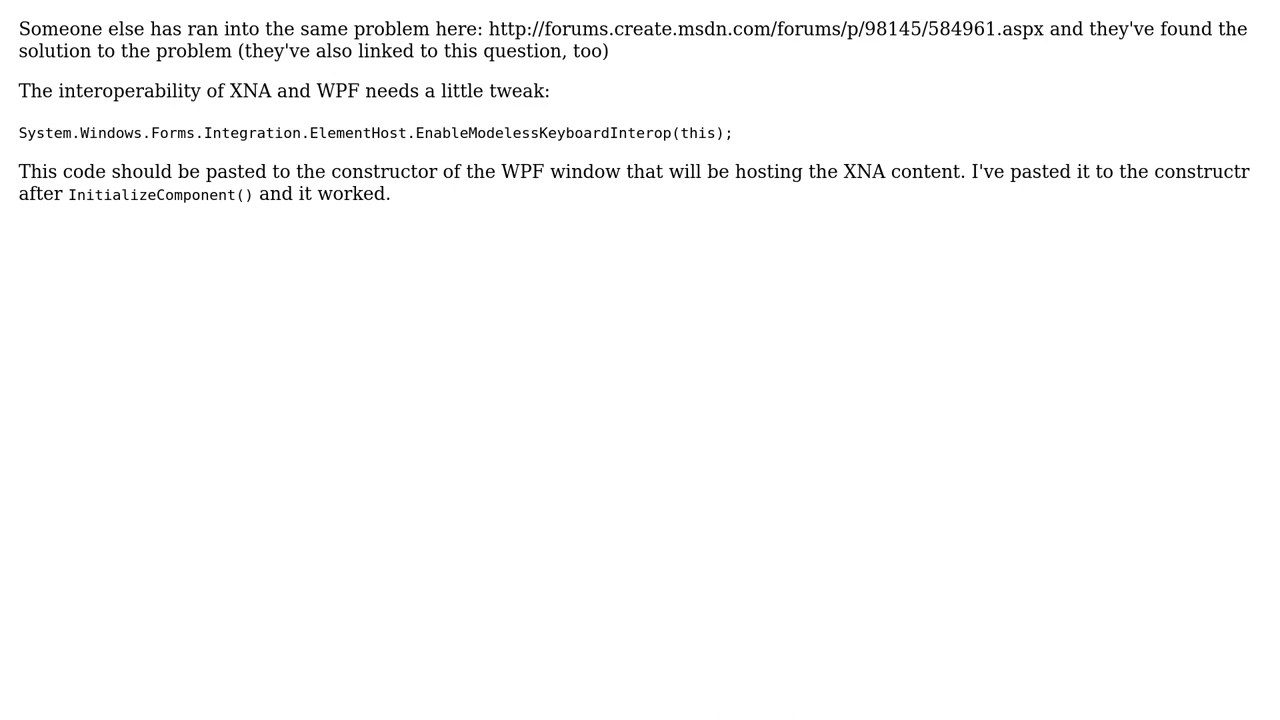 Someone else has ran into the same problem here: http://forums.create.msdn.com/forums/p/98145/584961.aspx and they've found the
solution to the problem (they've also linked to this question, too)
The interoperability of XNA and WPF needs a little tweak:
System.Windows.Forms.Integration.ElementHost.EnableModelessKeyboardInterop(this);
This code should be pasted to the constructor of the WPF window that will be hosting the XNA content. I've pasted it to the constructr
after InitializeComponent() and it worked.